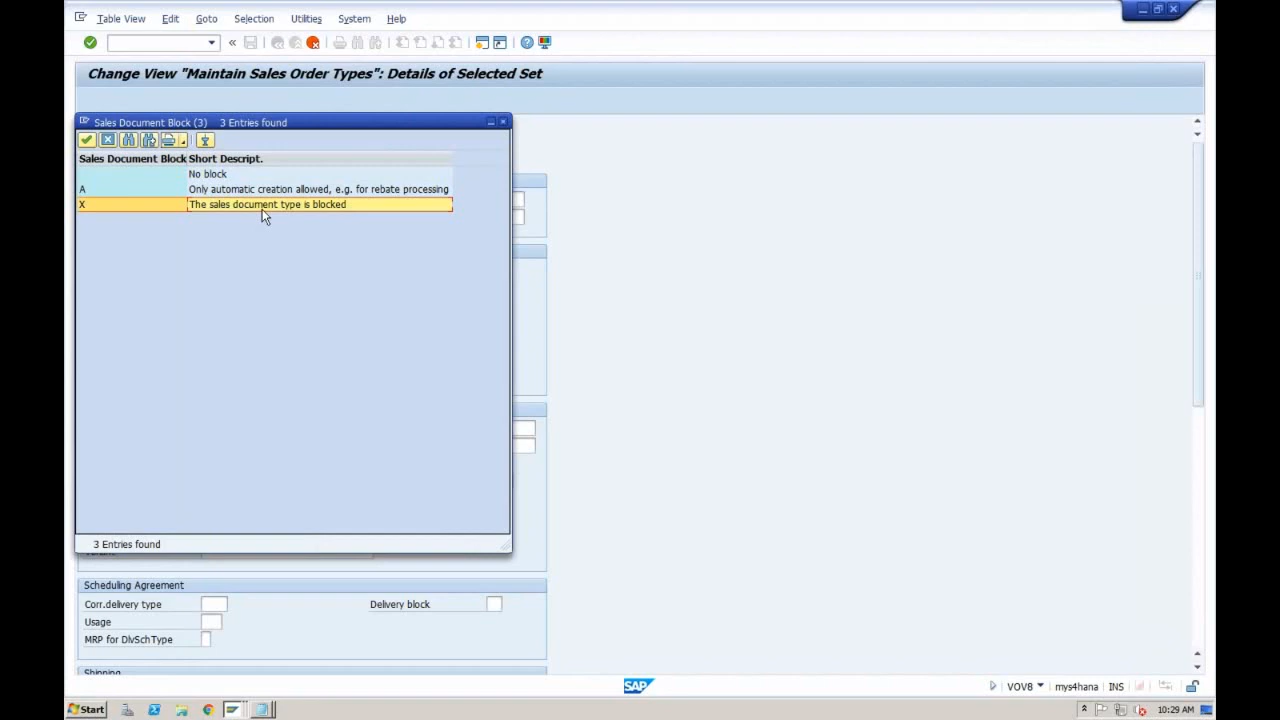 Table View Edit Goto Selection Utilities System Help
Change View "Maintain Sales Order Types": Details of Selected Set
Sales Document Block (3) 3 Entries found
Sales Document Block Short Descript.
No block
A Only automatic creation allowed, e.g. for rebate processing
X The sales document type is blocked
3 Entries found
Scheduling Agreement
Corr.delivery type Delivery block
Usage
MRP for DlvSchType
Shipping
SAP VOV8 mys4hana INS
Start 10:29 AM